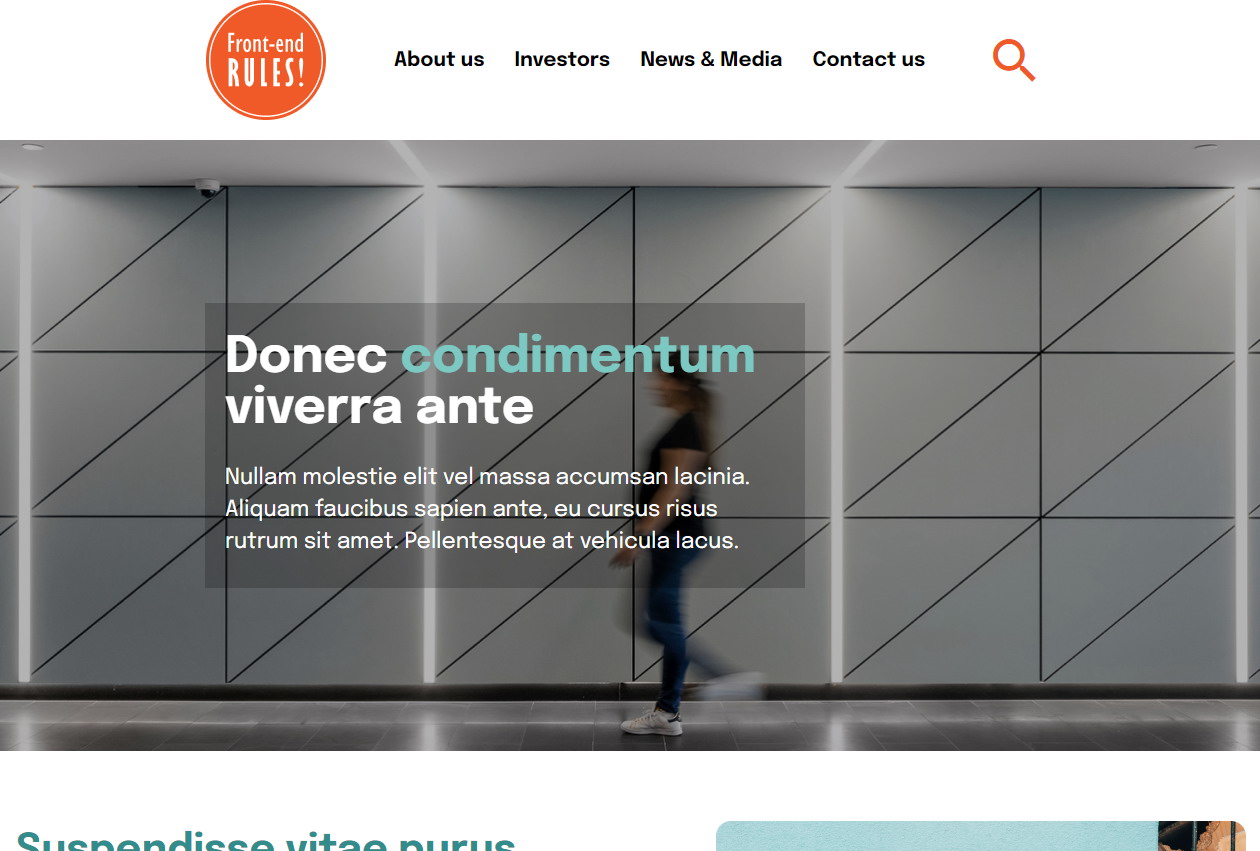 Front-end
RULES!
About us
Investors
News & Media
Contact us
Donec condimentum
viverra ante
Nullam molestie elit vel massa accumsan lacinia.
Aliquam faucibus sapien ante, eu cursus risus
rutrum sit amet. Pellentesque at vehicula lacus.
Suspendisse vitae purus